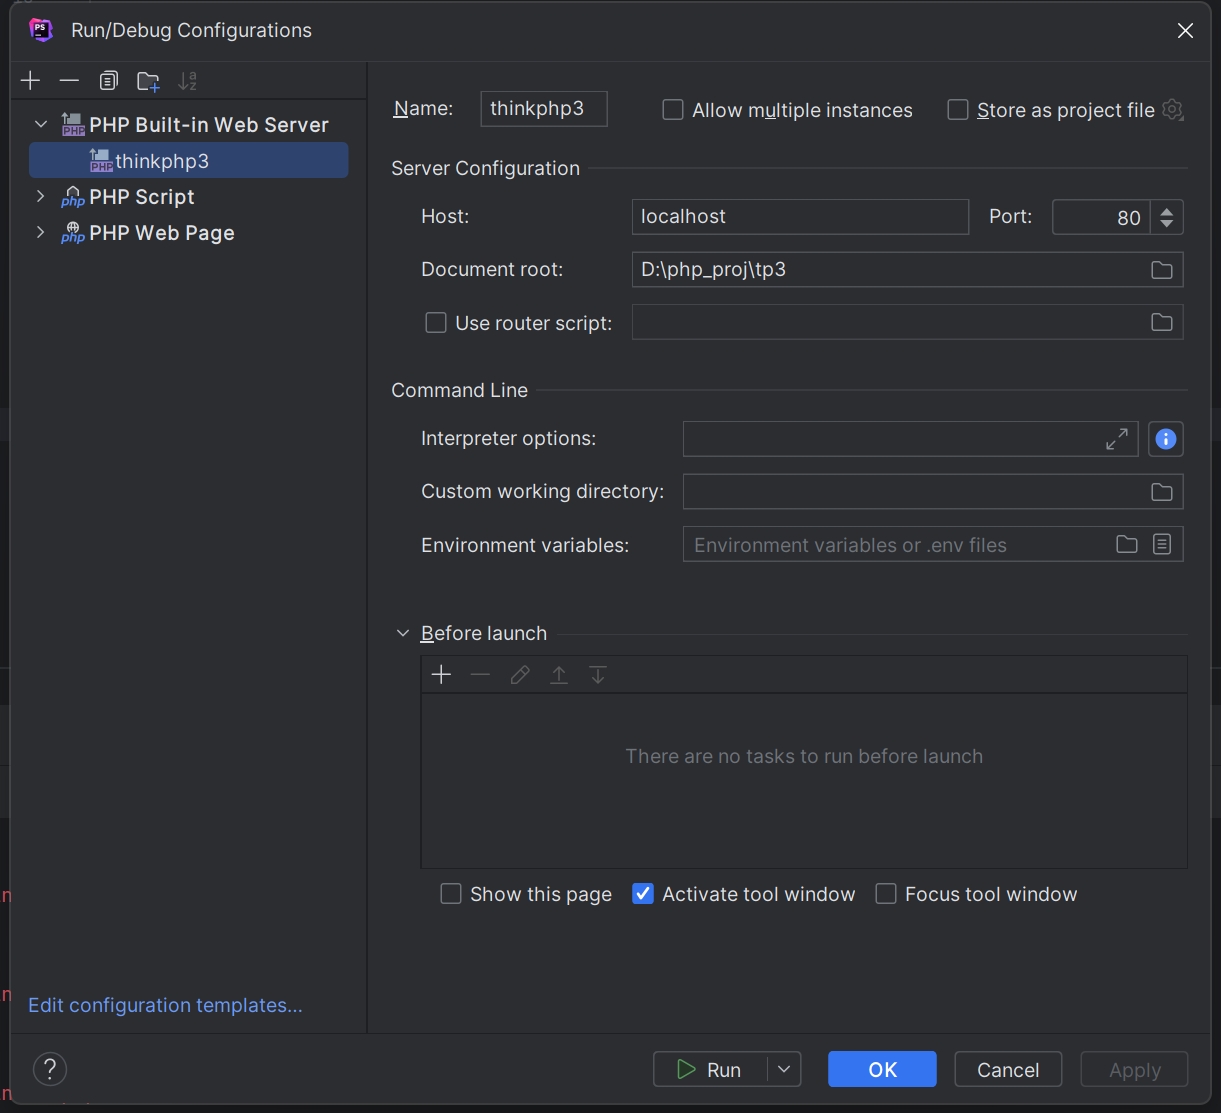 Run/Debug Configurations
PHP Built-in Web Server
thinkphp3
PHP Script
PHP Web Page
Edit configuration templates...
Name: thinkphp3 Allow multiple instances Store as project file
Server Configuration
Host: localhost Port: 80
Document root: D:\php_proj\tp3
Use router script:
Command Line
Interpreter options:
Custom working directory:
Environment variables: Environment variables or .env files
Before launch
There are no tasks to run before launch
Show this page Activate tool window Focus tool window
? Run OK Cancel Apply